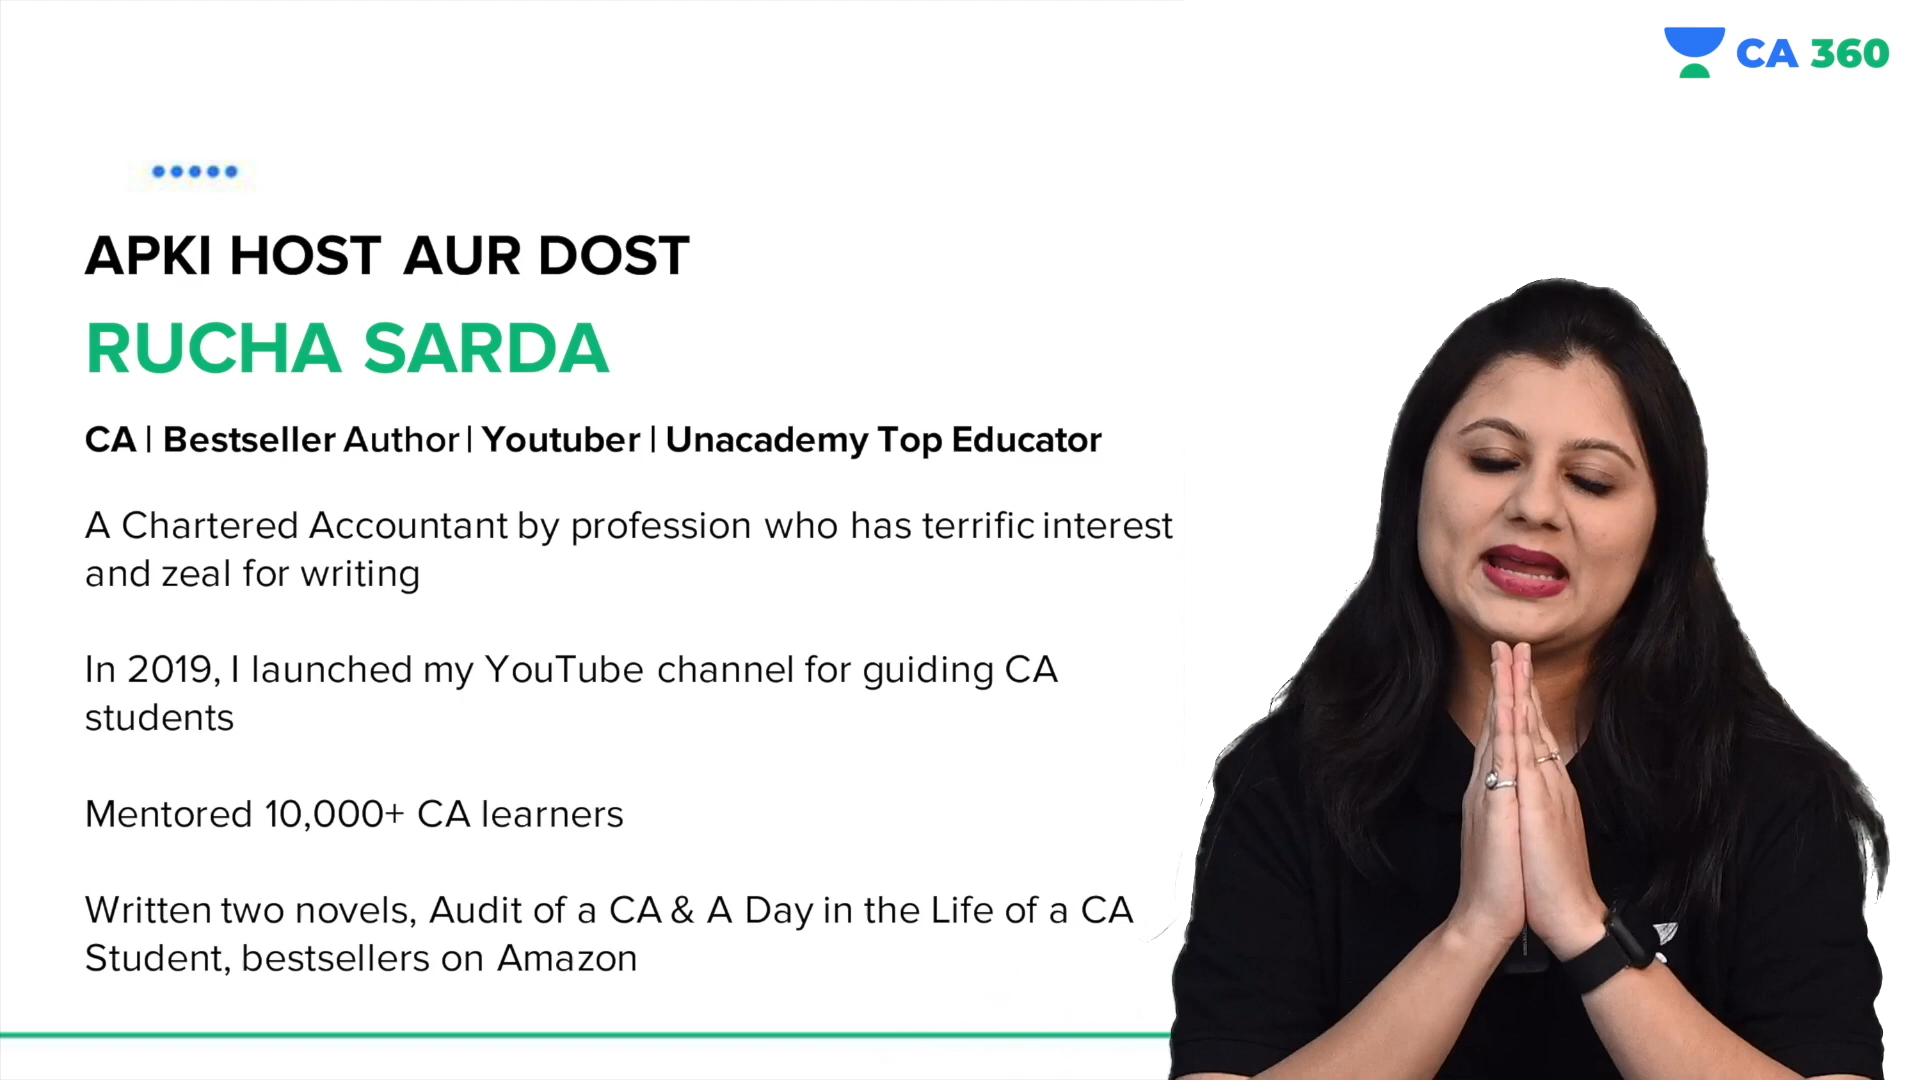 CA 360
APKI HOST AUR DOST
RUCHA SARDA
CA | Bestseller Author | Youtuber | Unacademy Top Educator
A Chartered Accountant by profession who has terrific interest
and zeal for writing
In 2019, I launched my YouTube channel for guiding CA
students
Mentored 10,000+ CA learners
Written two novels, Audit of a CA & A Day in the Life of a CA
Student, bestsellers on Amazon